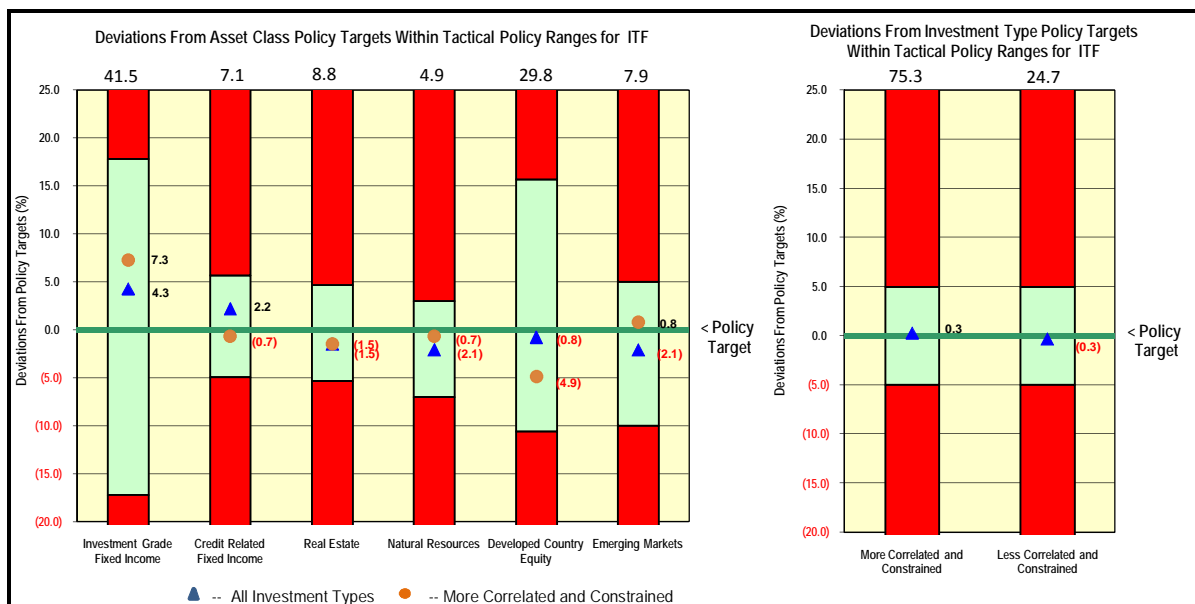 Deviations From Asset Class Policy Targets Within Tactical Policy Ranges for ITF
41.5 7.1 8.8 4.9 29.8 7.9
Deviations From Policy Targets (%)
25.0
20.0
15.0
10.0
5.0
0.0
(5.0)
(10.0)
(15.0)
(20.0)
7.3
4.3
2.2
(0.7)
(1.5)
(1.5)
(0.7)
(2.1)
(0.8)
(4.9)
0.8
(2.1)
< Policy
Target
Investment Grade
Fixed Income
Credit Related
Fixed Income
Real Estate
Natural Resources
Developed Country
Equity
Emerging Markets
-- All Investment Types
-- More Correlated and Constrained
Deviations From Investment Type Policy Targets
Within Tactical Policy Ranges for ITF
75.3 24.7
Deviations From Policy Targets (%)
25.0
20.0
15.0
10.0
5.0
0.0
(5.0)
(10.0)
(15.0)
(20.0)
0.3
(0.3)
< Policy
Target
More Correlated and
Constrained
Less Correlated and
Constrained